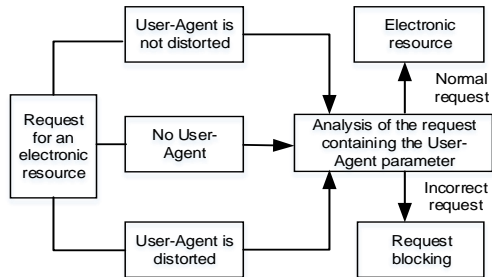 User-Agent is
not distorted
Electronic
resource
Normal
request
Request
for an
electronic
resource
No User-
Agent
Analysis of the request
containing the User-
Agent parameter
Incorrect
request
User-Agent is
distorted
Request
blocking